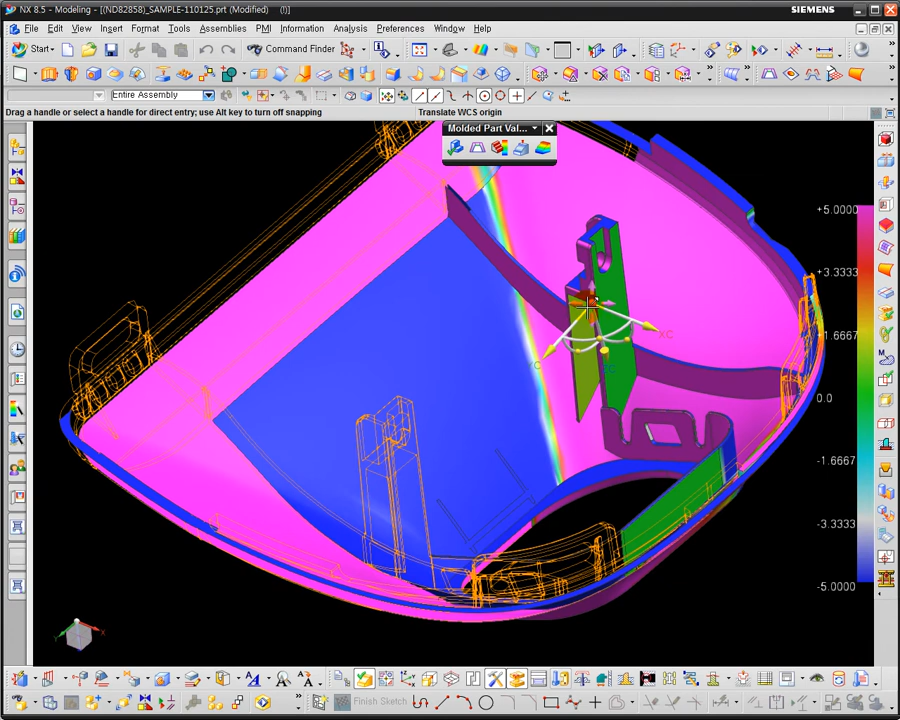 NX 8.5 - Modeling - [(ND82858)_SAMPLE-110125.prt (Modified) (!)]
SIEMENS
File Edit View Insert Format Tools Assemblies PMI Information Analysis Preferences Window Help
Start Command Finder
Entire Assembly
Drag a handle or select a handle for direct entry; use Alt key to turn off snapping
Translate WCS origin
Molded Part Val...
+5.0000
+3.3333
1.6667
0.0
-1.6667
-3.3333
-5.0000
XC
YC
ZC
X
Y
Finish Sketch